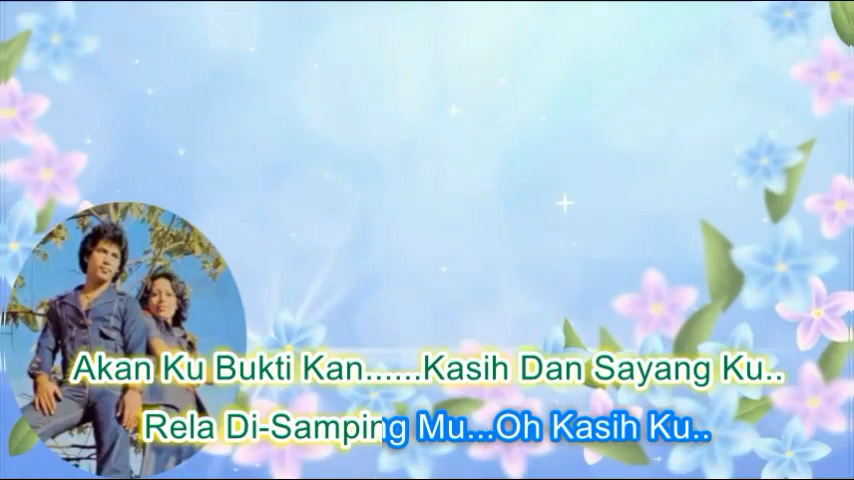 Akan Ku Bukti Kan......Kasih Dan Sayang Ku..
Rela Di-Samping Mu...Oh Kasih Ku..